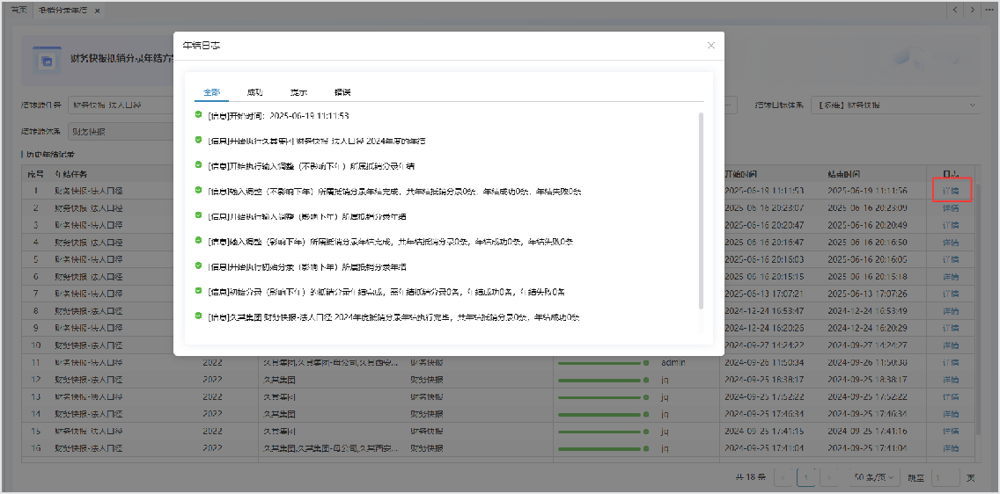 首页 抵销分录年结 ×
财务快报抵销分录年结方
结转源任务 财务快报-法人口径
结转目标体系 【多维】财务快报
结转源体系 财务快报
历史年结记录
年结日志
全部 成功 提示 错误
[信息]开始时间：2025-06-19 11:11:53
[信息]开始执行久其集团 财务快报-法人口径 2024年度的年结
[信息]开始执行输入调整（不影响下年）所属抵销分录年结
[信息]输入调整（不影响下年）所属抵销分录年结完成，共年结抵销分录0条，年结成功0条，年结失败0条
[信息]开始执行输入调整（影响下年）所属抵销分录年结
[信息]输入调整（影响下年）所属抵销分录年结完成，共年结抵销分录0条，年结成功0条，年结失败0条
[信息]开始执行初始分录（影响下年）所属抵销分录年结
[信息]初始分录（影响下年）的抵销分录年结完成，需年结抵销分录0条，年结成功0条，年结失败0条
[信息]久其集团 财务快报-法人口径 2024年度抵销分录年结执行完毕，共年结抵销分录0条，年结成功0条
序号 年结任务 开始时间 结束时间 日志
1 财务快报-法人口径 2025-06-19 11:11:53 2025-06-19 11:11:56 详情
2 财务快报-法人口径 2025-06-16 20:23:07 2025-06-16 20:23:09 详情
3 财务快报-法人口径 2025-06-16 20:20:47 2025-06-16 20:20:49 详情
4 财务快报-法人口径 2025-06-16 20:16:47 2025-06-16 20:16:50 详情
5 财务快报-法人口径 2025-06-16 20:16:03 2025-06-16 20:16:05 详情
6 财务快报-法人口径 2025-06-16 20:15:15 2025-06-16 20:15:18 详情
7 财务快报-法人口径 2025-06-13 17:07:21 2025-06-13 17:07:26 详情
8 财务快报-法人口径 2024-12-24 16:53:47 2024-12-24 16:53:49 详情
9 财务快报-法人口径 2024-12-24 16:20:26 2024-12-24 16:20:29 详情
10 财务快报-法人口径 2024-09-27 14:24:22 2024-09-27 14:24:27 详情
11 财务快报-法人口径 2022 久其集团,久其集团-母公司,久其西安... 财务快报 admin 2024-09-26 11:50:34 2024-09-26 11:50:38 详情
12 财务快报-法人口径 2022 久其集团 财务快报 jq 2024-09-25 18:38:17 2024-09-25 18:38:17 详情
13 财务快报-法人口径 2022 久其集团 财务快报 jq 2024-09-25 17:52:22 2024-09-25 17:52:22 详情
14 财务快报-法人口径 2022 久其集团 财务快报 jq 2024-09-25 17:46:34 2024-09-25 17:46:34 详情
15 财务快报-法人口径 2022 久其集团 财务快报 jq 2024-09-25 17:41:15 2024-09-25 17:41:16 详情
16 财务快报-法人口径 2022 久其集团,久其集团-母公司,久其西安... 财务快报 jq 2024-09-25 17:41:04 2024-09-25 17:41:04 详情
共 18 条 1 50 条/页 跳至 1 页